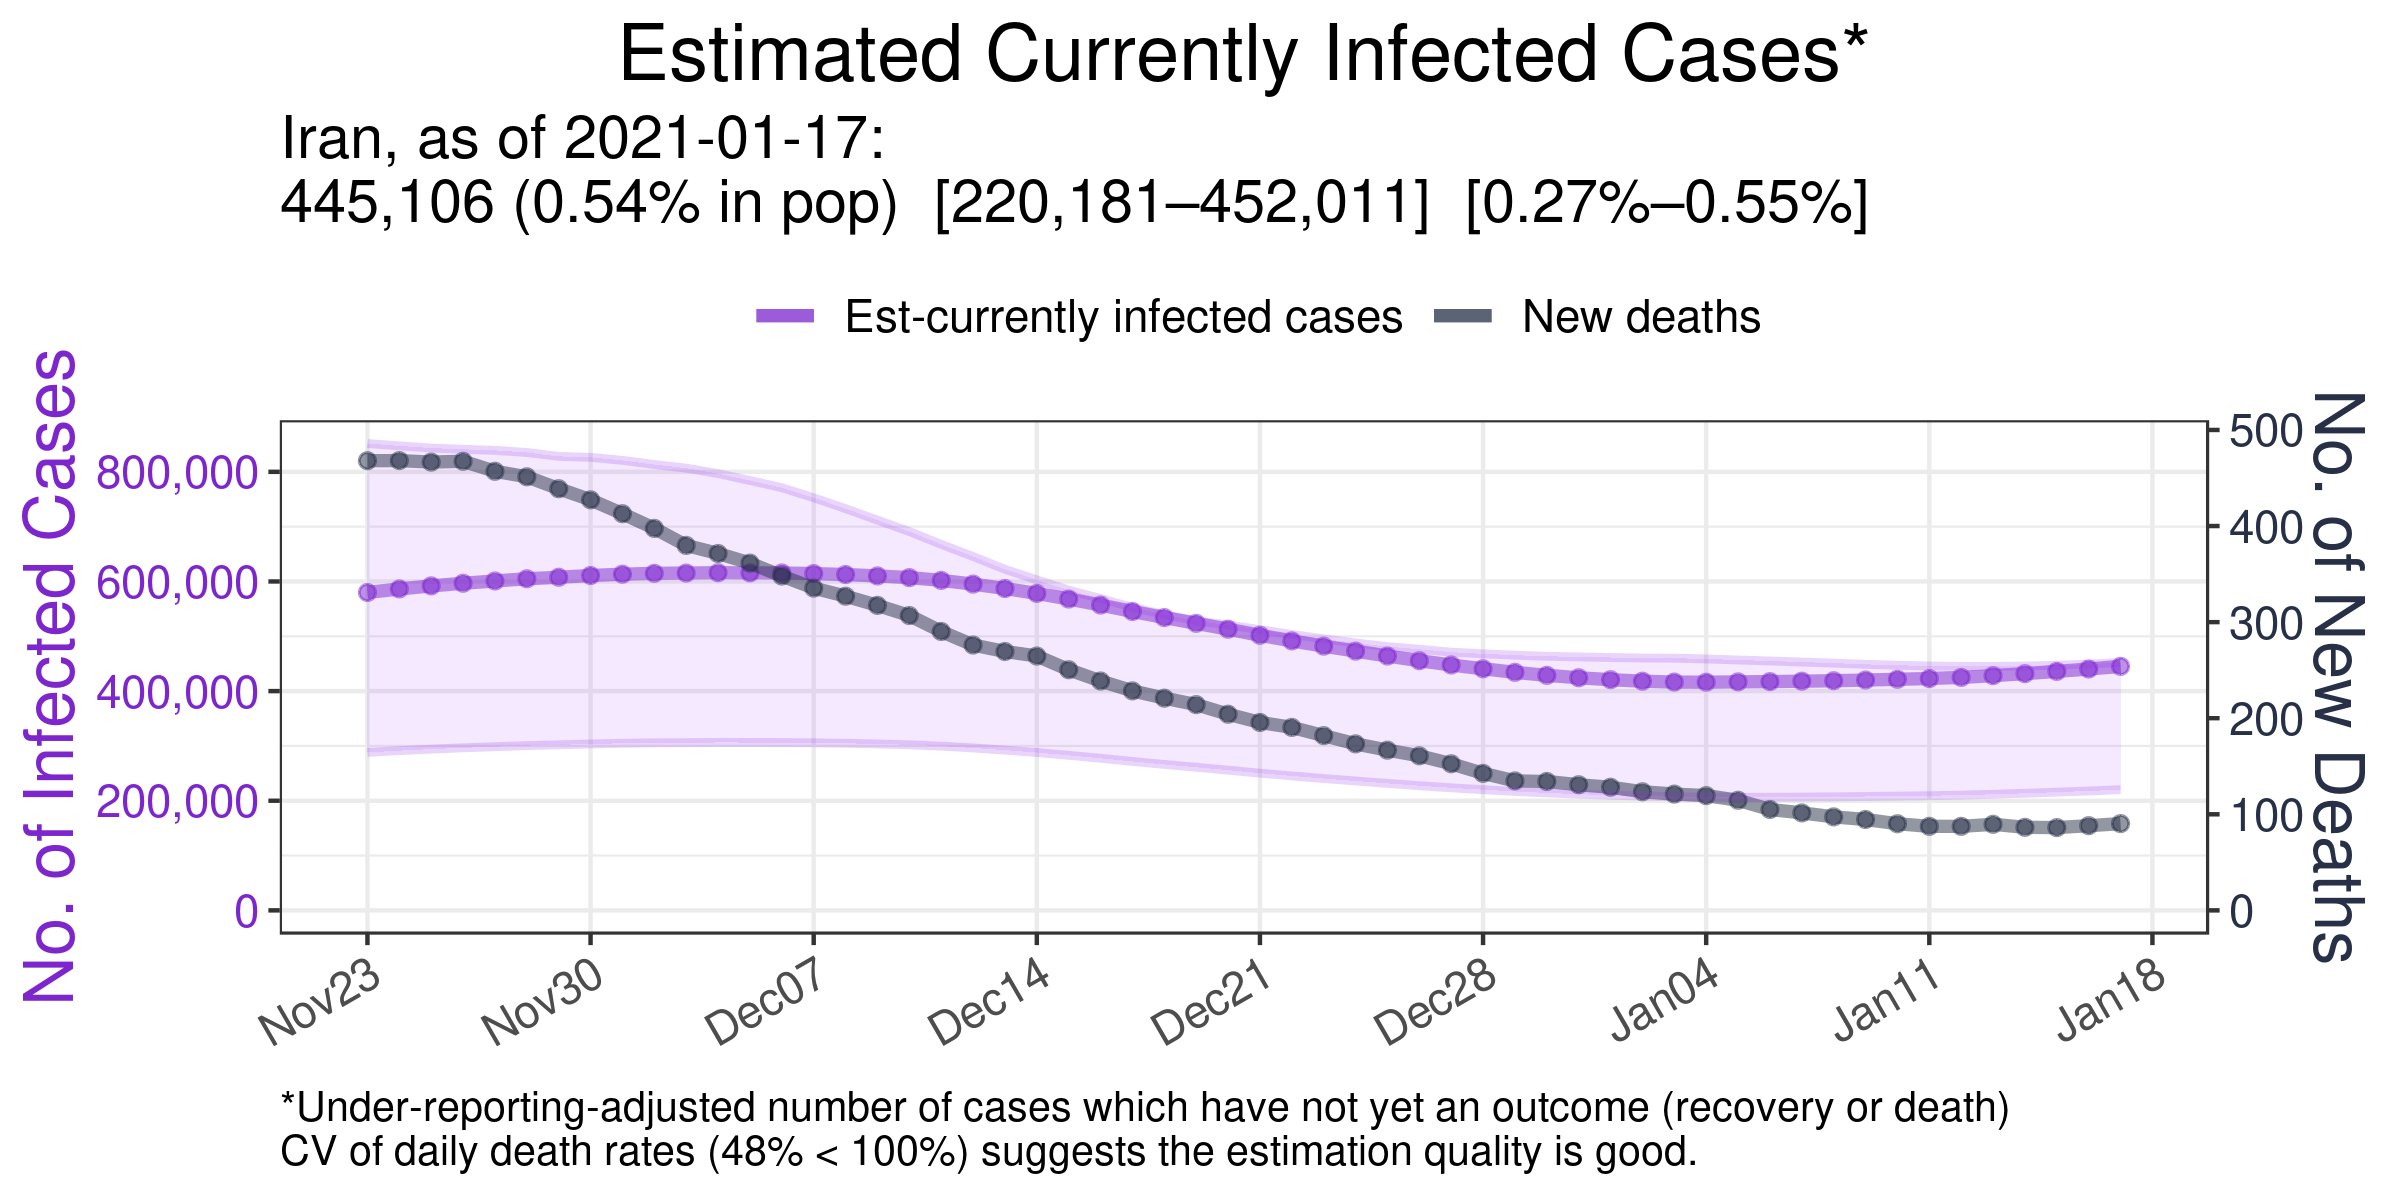 Estimated Currently Infected Cases*
Iran, as of 2021-01-17:
445,106 (0.54% in pop)  [220,181–452,011]  [0.27%–0.55%]
Est-currently infected cases
New deaths
No. of Infected Cases
800,000
600,000
400,000
200,000
0
500
400
300
200
100
0
No. of New Deaths
Nov23
Nov30
Dec07
Dec14
Dec21
Dec28
Jan04
Jan11
Jan18
*Under-reporting-adjusted number of cases which have not yet an outcome (recovery or death)
CV of daily death rates (48% < 100%) suggests the estimation quality is good.